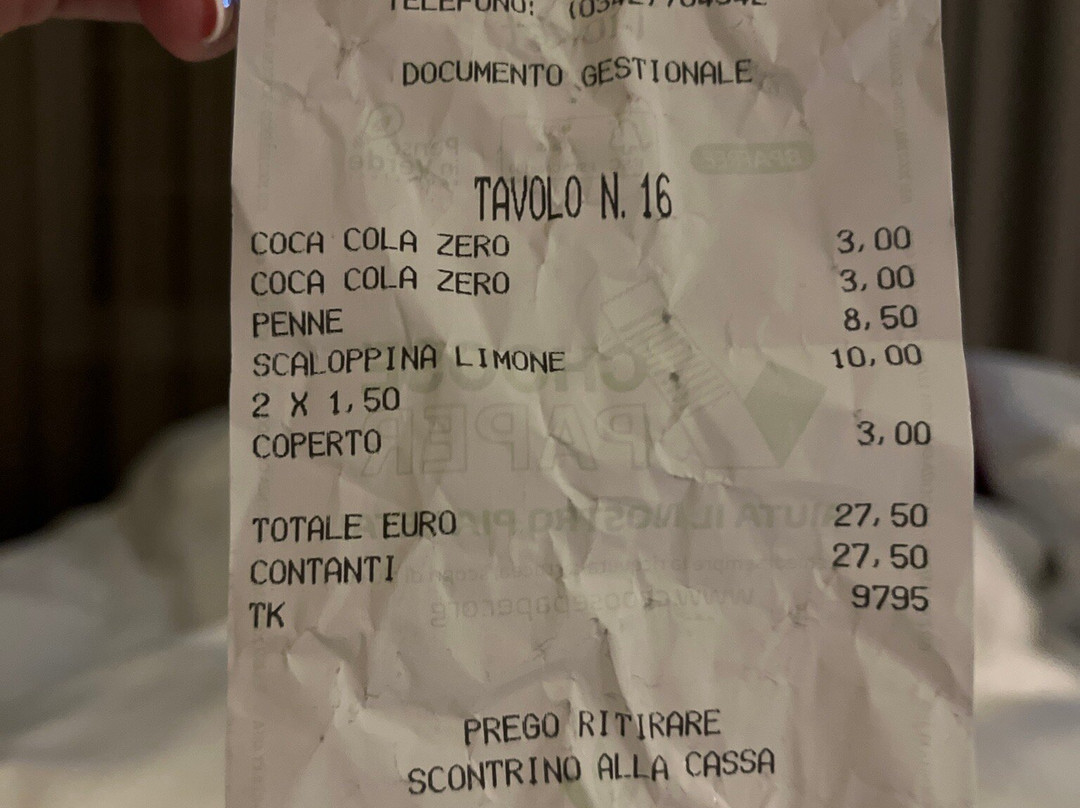 TELEFONO:
DOCUMENTO GESTIONALE
TAVOLO N. 16
COCA COLA ZERO 3,00
COCA COLA ZERO 3,00
PENNE 8,50
SCALOPPINA LIMONE 10,00
2 X 1,50
COPERTO 3,00
TOTALE EURO 27,50
CONTANTI 27,50
TK 9795
PREGO RITIRARE
SCONTRINO ALLA CASSA